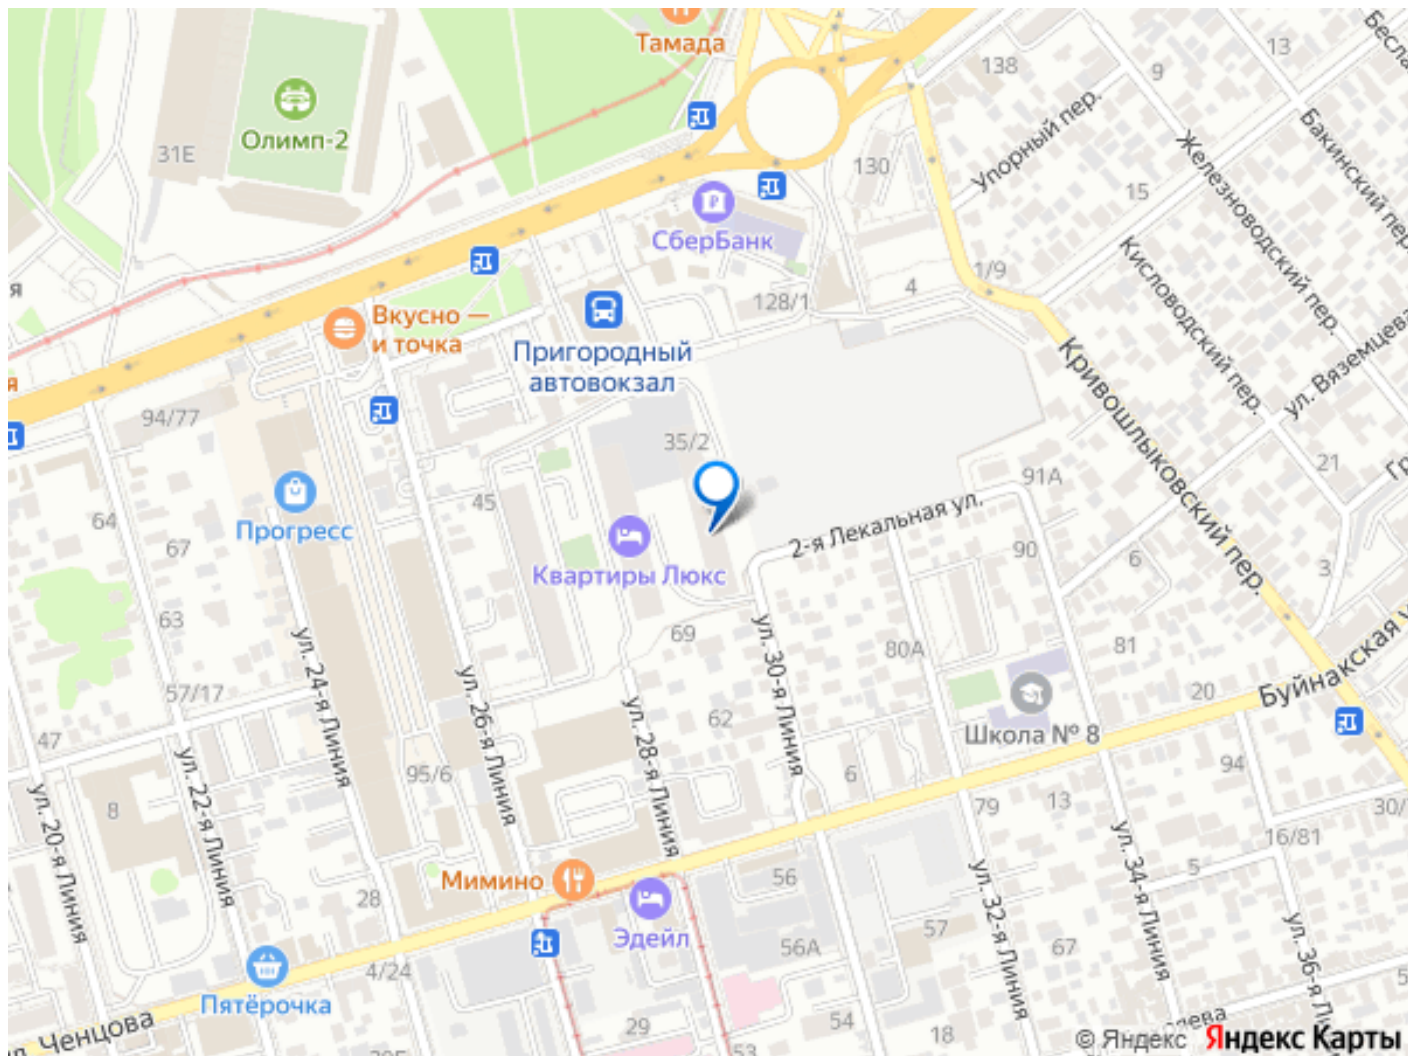 Тамада
Бесла
13
138
9
Олимп-2
31Е
Упорный пер.
130
Железноводский пер.
Бакинский пер.
15
СберБанк
Кисловодский пер.
1/9
4
я
128/1
Вкусно —
и точка
ул. Вяземцева
Пригородный
автовокзал
я
Кривошлыковский пер.
94/77
35/2
21
Гр
91А
45
Прогресс
64
2-я Лекальная ул.
67
90
6
3
Квартиры Люкс
63
69
81
80А
ул. 24-я Линия
ул. 30-я Линия
Буйнакская у
57/17
20
ул. 26-я Линия
ул. 28-я Линия
62
Школа № 8
47
94
95/6
6
ул. 22-я Линия
ул. 20-я Линия
8
79
13
30/
16/81
ул. 34-я Линия
5
Мимино
56
ул. 32-я Линия
28
ул. 36-я Ли
57
Эдейл
56А
67
4/24
5
Пятёрочка
л. Ченцова
29
54
18
53
© Яндекс
Яндекс Карты